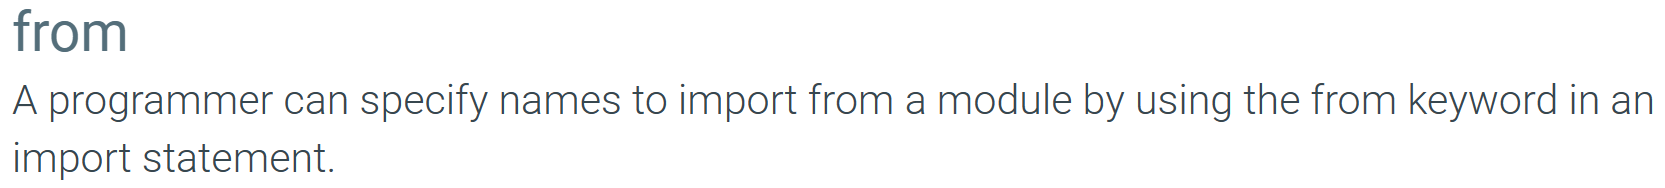 from
A programmer can specify names to import from a module by using the from keyword in an
import statement.